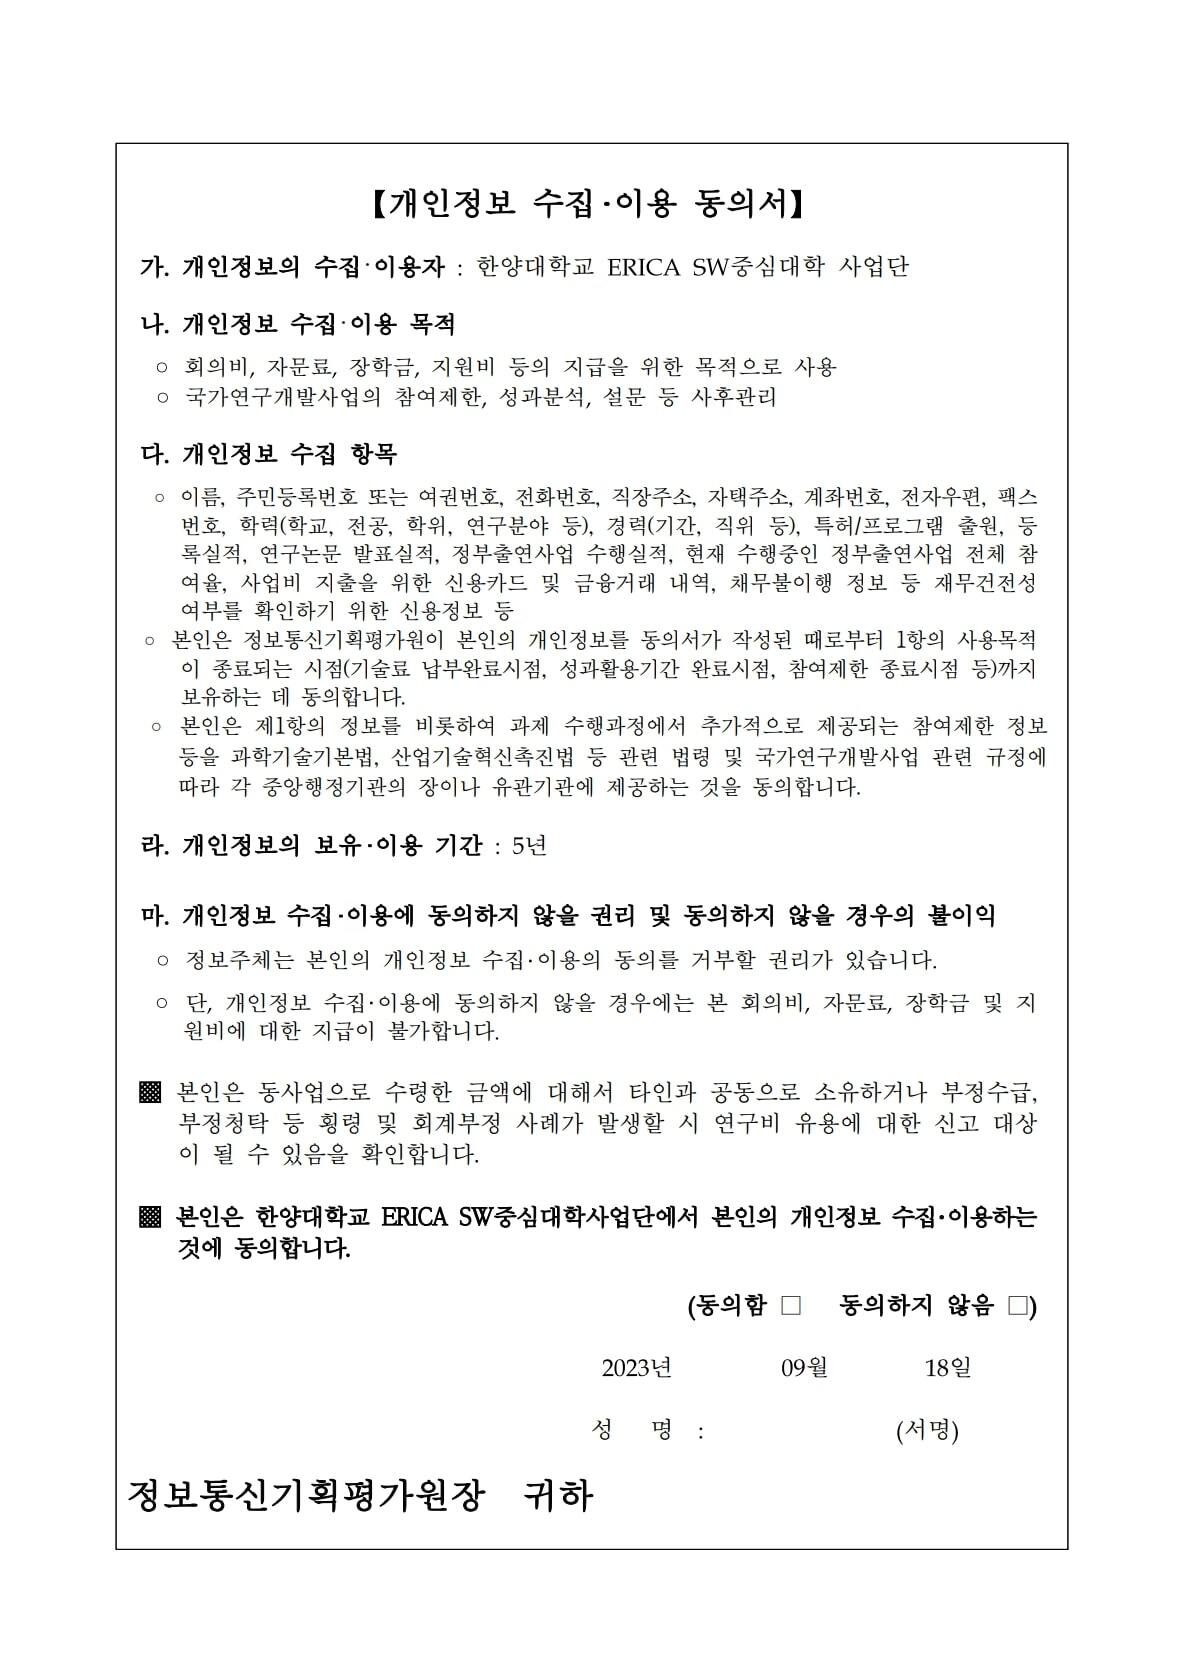 【개인정보 수집·이용 동의서】
가. 개인정보의 수집·이용자 : 한양대학교 ERICA SW중심대학 사업단
나. 개인정보 수집·이용 목적
○ 회의비, 자문료, 장학금, 지원비 등의 지급을 위한 목적으로 사용
○ 국가연구개발사업의 참여제한, 성과분석, 설문 등 사후관리
다. 개인정보 수집 항목
○ 이름, 주민등록번호 또는 여권번호, 전화번호, 직장주소, 자택주소, 계좌번호, 전자우편, 팩스
번호, 학력(학교, 전공, 학위, 연구분야 등), 경력(기간, 직위 등), 특허/프로그램 출원, 등
록실적, 연구논문 발표실적, 정부출연사업 수행실적, 현재 수행중인 정부출연사업 전체 참
여율, 사업비 지출을 위한 신용카드 및 금융거래 내역, 채무불이행 정보 등 재무건전성
여부를 확인하기 위한 신용정보 등
○ 본인은 정보통신기획평가원이 본인의 개인정보를 동의서가 작성된 때로부터 1항의 사용목적
이 종료되는 시점(기술료 납부완료시점, 성과활용기간 완료시점, 참여제한 종료시점 등)까지
보유하는 데 동의합니다.
○ 본인은 제1항의 정보를 비롯하여 과제 수행과정에서 추가적으로 제공되는 참여제한 정보
등을 과학기술기본법, 산업기술혁신촉진법 등 관련 법령 및 국가연구개발사업 관련 규정에
따라 각 중앙행정기관의 장이나 유관기관에 제공하는 것을 동의합니다.
라. 개인정보의 보유·이용 기간 : 5년
마. 개인정보 수집·이용에 동의하지 않을 권리 및 동의하지 않을 경우의 불이익
○ 정보주체는 본인의 개인정보 수집·이용의 동의를 거부할 권리가 있습니다.
○ 단, 개인정보 수집·이용에 동의하지 않을 경우에는 본 회의비, 자문료, 장학금 및 지
원비에 대한 지급이 불가합니다.
▩ 본인은 동사업으로 수령한 금액에 대해서 타인과 공동으로 소유하거나 부정수급,
부정청탁 등 횡령 및 회계부정 사례가 발생할 시 연구비 유용에 대한 신고 대상
이 될 수 있음을 확인합니다.
▩ 본인은 한양대학교 ERICA SW중심대학사업단에서 본인의 개인정보 수집·이용하는
것에 동의합니다.
(동의함 □ 동의하지 않음 □)
2023년 09월 18일
성 명 : (서명)
정보통신기획평가원장 귀하